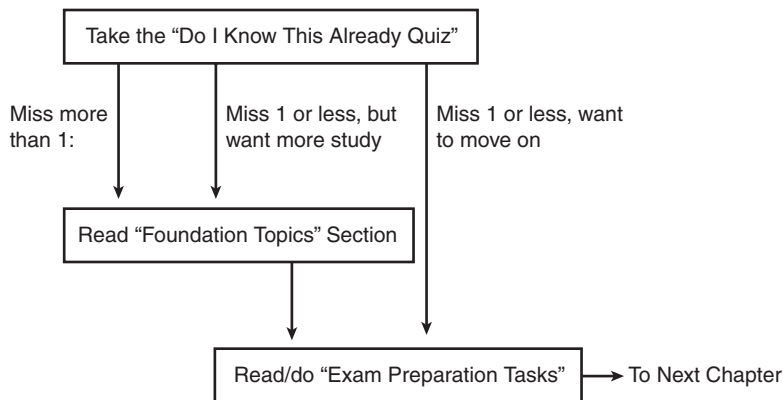 Take the “Do I Know This Already Quiz”
Miss more
than 1:
Miss 1 or less, but
want more study
Miss 1 or less, want
to move on
Read “Foundation Topics” Section
Read/do “Exam Preparation Tasks”
To Next Chapter